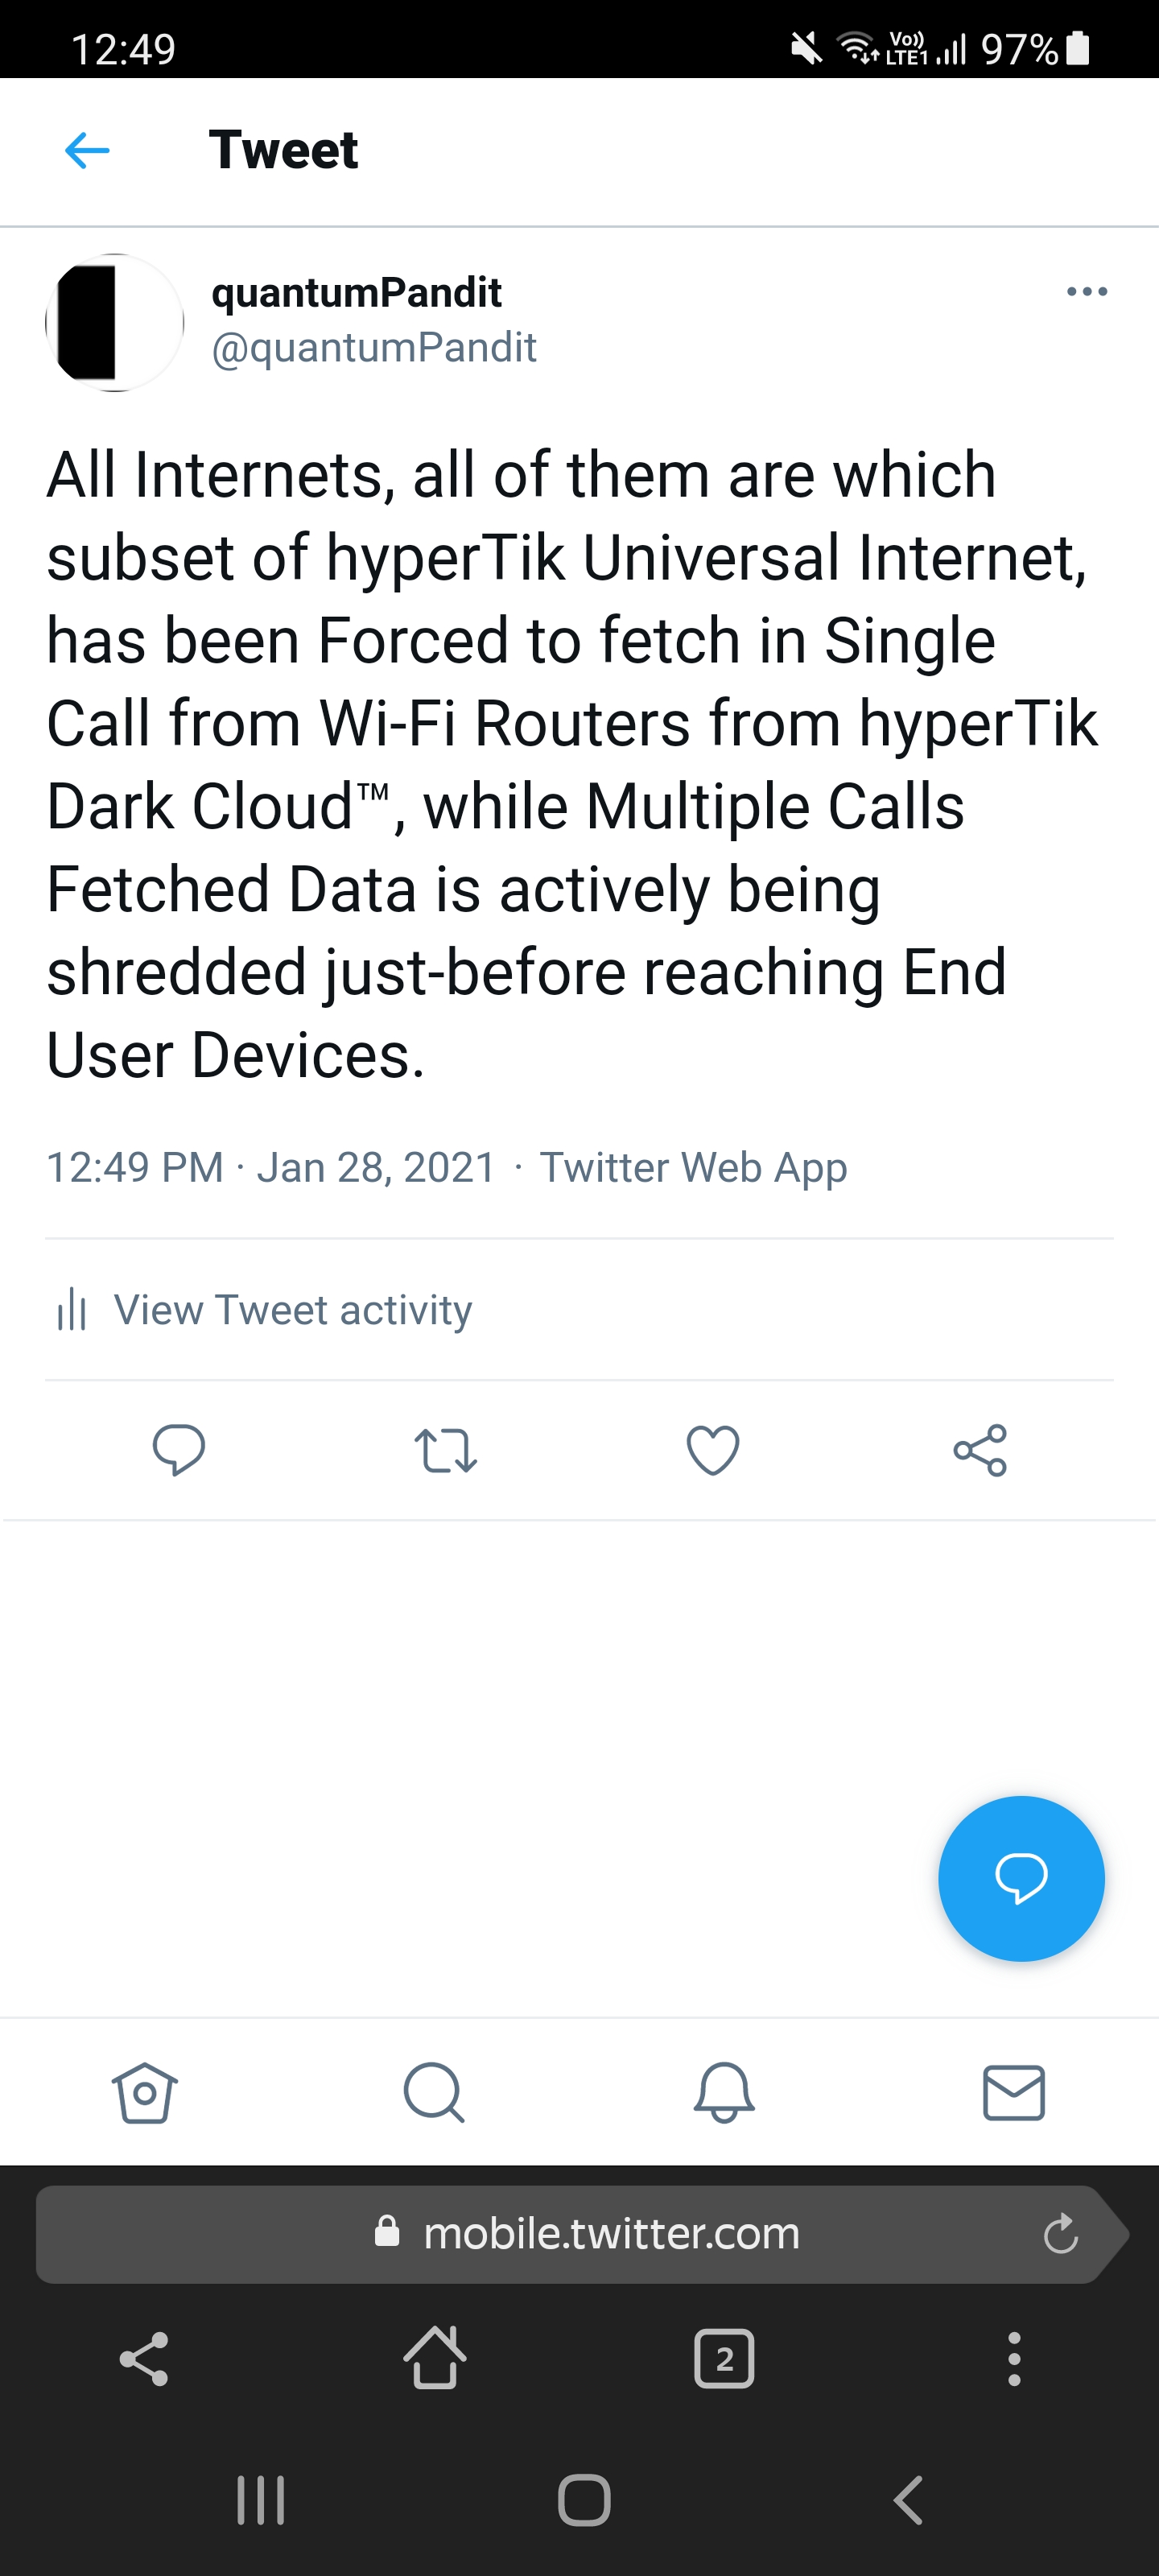 12:49 Vo)) LTE1 97%
Tweet
quantumPandit
@quantumPandit
All Internets, all of them are which
subset of hyperTik Universal Internet,
has been Forced to fetch in Single
Call from Wi-Fi Routers from hyperTik
Dark Cloud™, while Multiple Calls
Fetched Data is actively being
shredded just-before reaching End
User Devices.
12:49 PM · Jan 28, 2021 · Twitter Web App
View Tweet activity
mobile.twitter.com
2